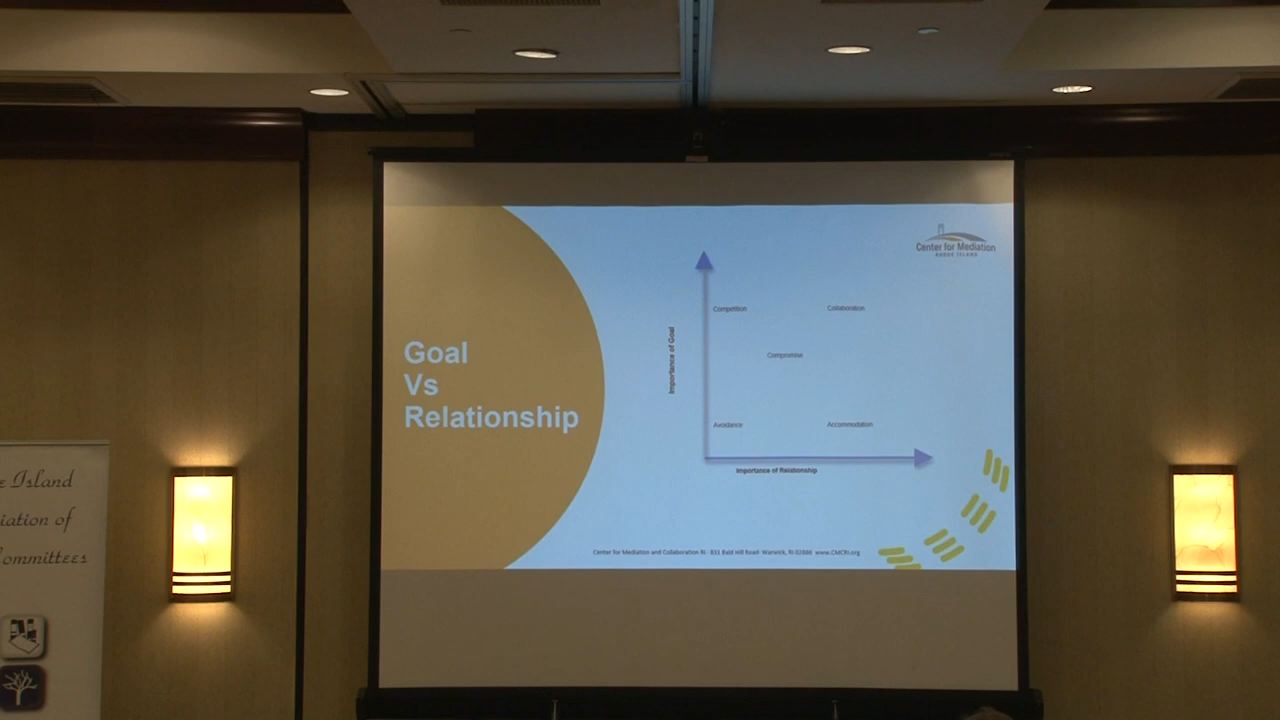 Goal
Vs
Relationship
Center for Mediation
RHODE ISLAND
Competition
Collaboration
Importance of Goal
Compromise
Avoidance
Accommodation
Importance of Relationship
Center for Mediation and Collaboration RI - 831 Bald Hill Road- Warwick, RI 02886 www.CMCRI.org
e Island
iation of
ommittees